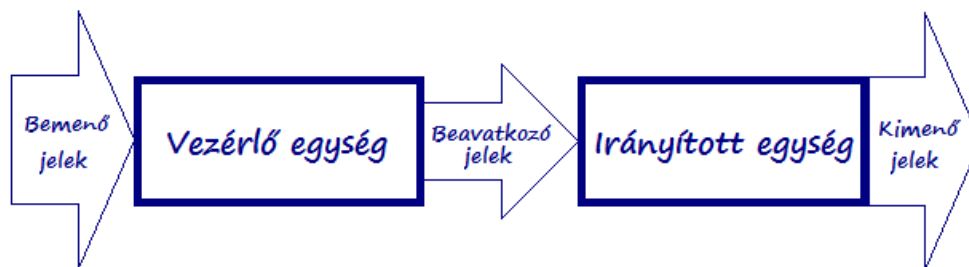 Bemenő
jelek
Vezérlő egység
Beavatkozó
jelek
Irányított egység
Kimenő
jelek